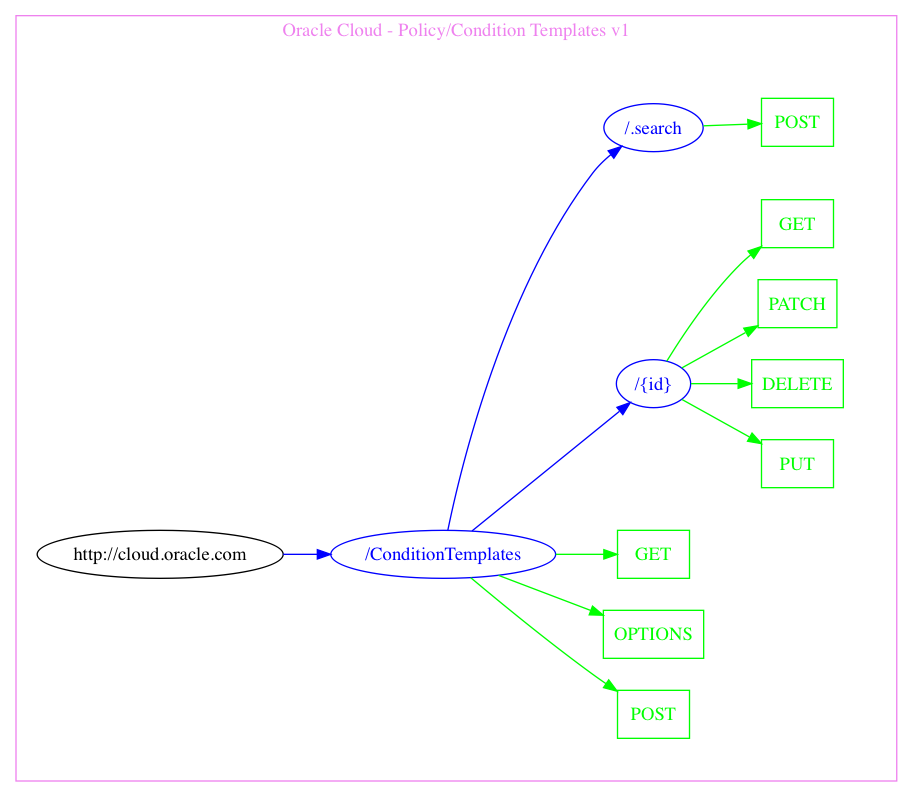 Oracle Cloud - Policy/Condition Templates v1
/.search
POST
GET
PATCH
/{id}
DELETE
PUT
http://cloud.oracle.com
/ConditionTemplates
GET
OPTIONS
POST